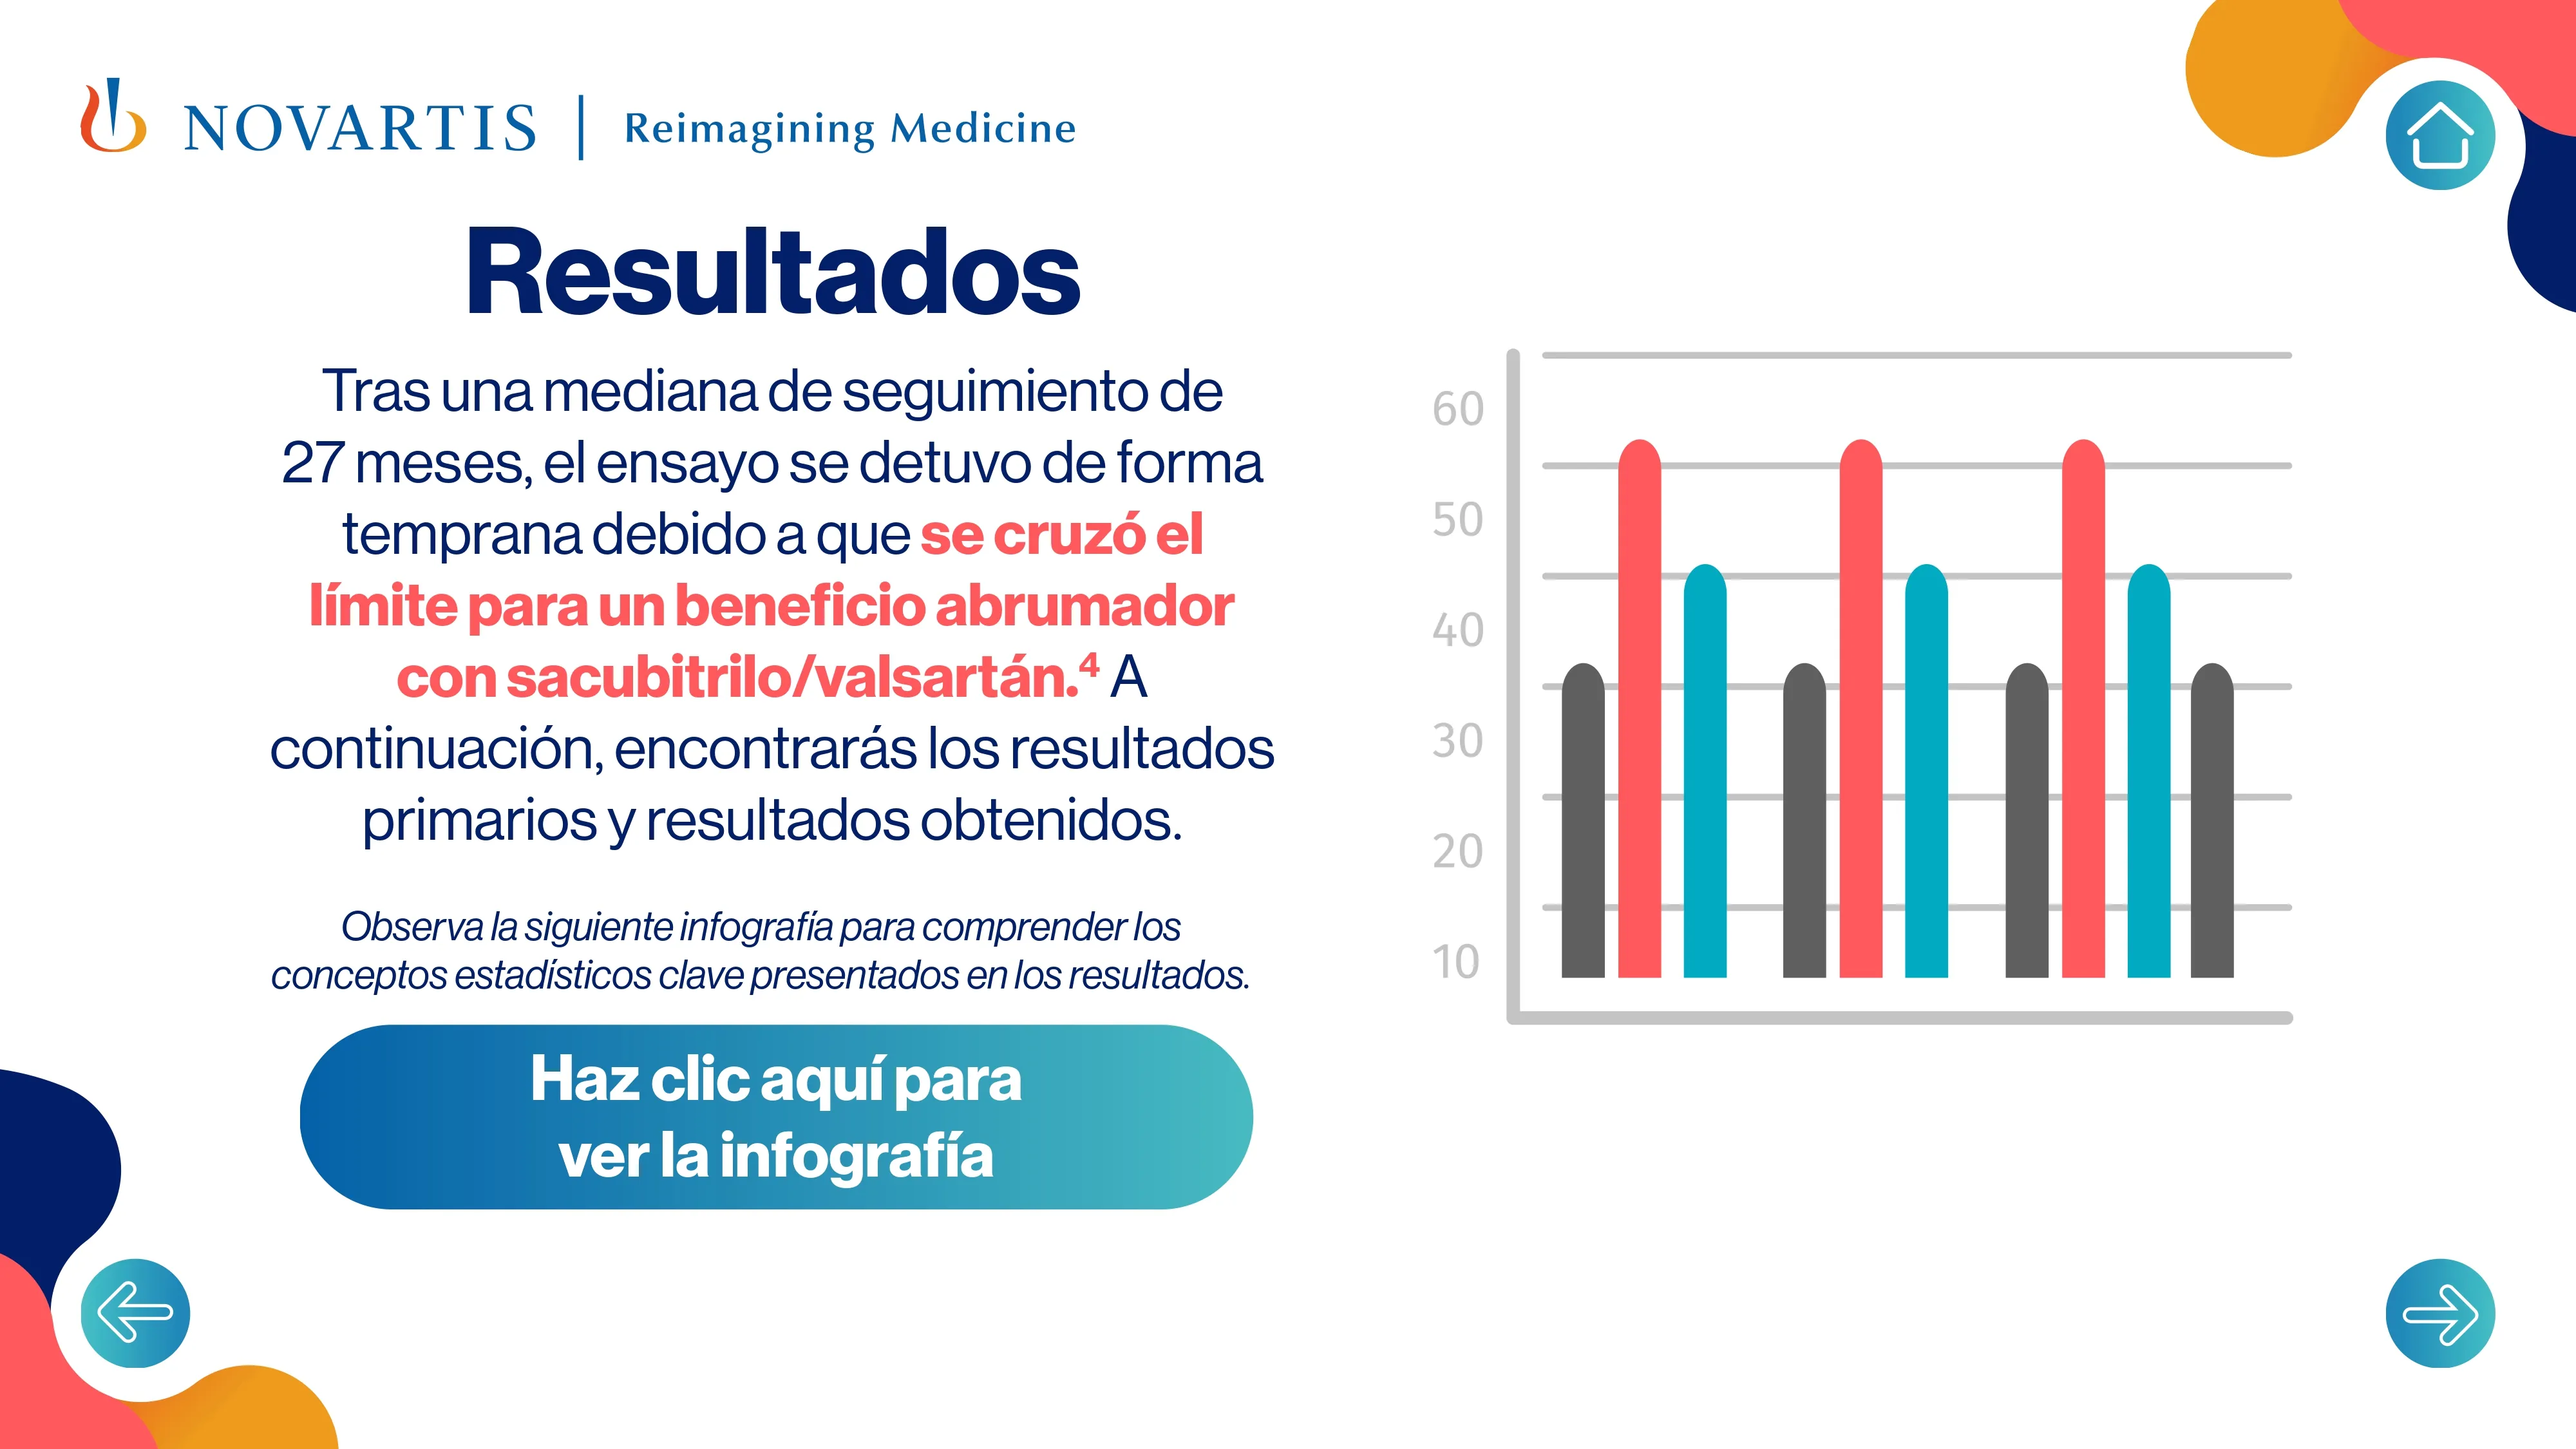 NOVARTIS | Reimagining Medicine
Resultados
Tras una mediana de seguimiento de
27 meses, el ensayo se detuvo de forma
temprana debido a que se cruzó el
límite para un beneficio abrumador
con sacubitrilo/valsartán.⁴ A
continuación, encontrarás los resultados
primarios y resultados obtenidos.
Observa la siguiente infografía para comprender los
conceptos estadísticos clave presentados en los resultados.
Haz clic aquí para
ver la infografía
60
50
40
30
20
10